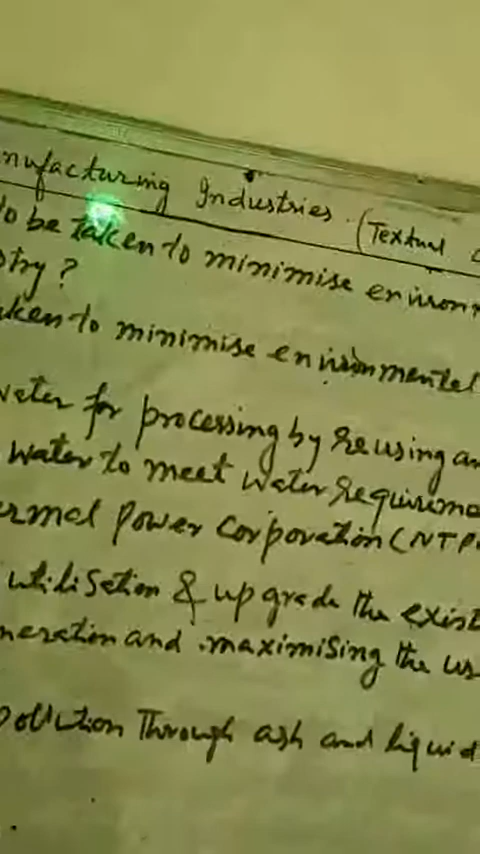 nufacturing Industries. (Textual
to be taken to minimise environ
stry?
aken to minimise environmental
water for processing by reusing an
water to meet water requireme
ermal Power Corporation (NTP
utilisation & upgrade the exist
neration and maximising the us
pollution Through ash and liquid